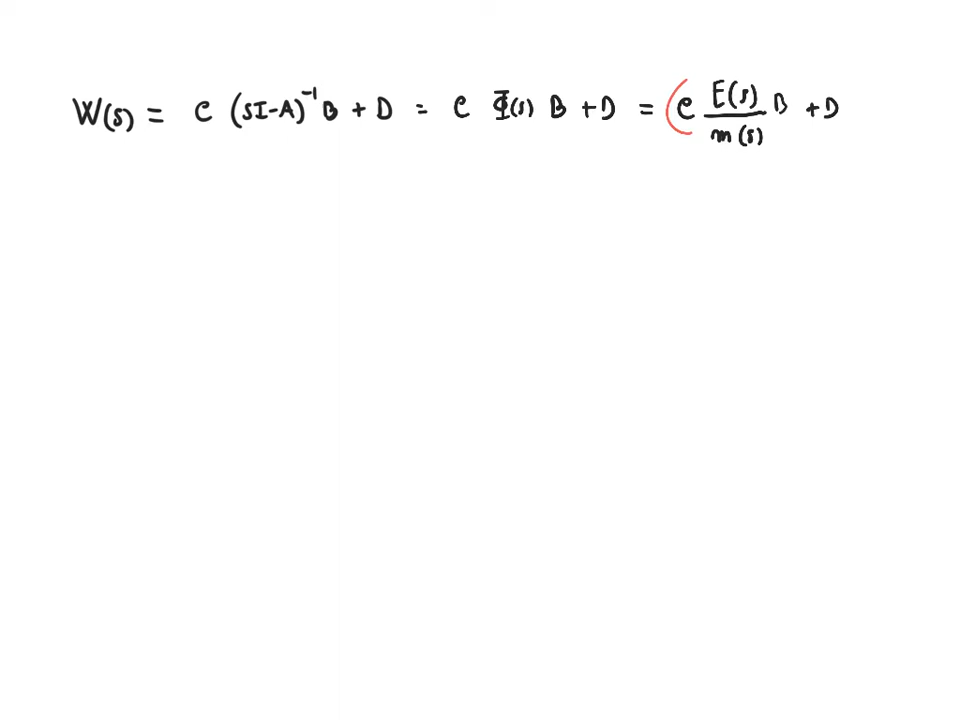 W(s) = C (sI-A)⁻¹ B + D = C Φ(s) B + D = ( C E(s)/m(s) B + D